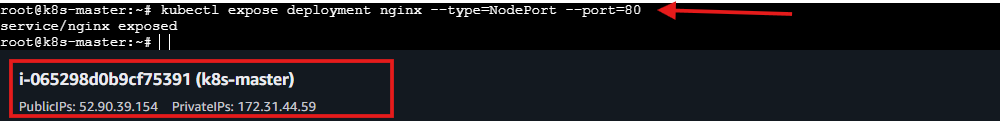 root@k8s-master:~# kubectl expose deployment nginx --type=NodePort --port=80
service/nginx exposed
root@k8s-master:~#
i-065298d0b9cf75391 (k8s-master)
PublicIPs: 52.90.39.154 PrivateIPs: 172.31.44.59